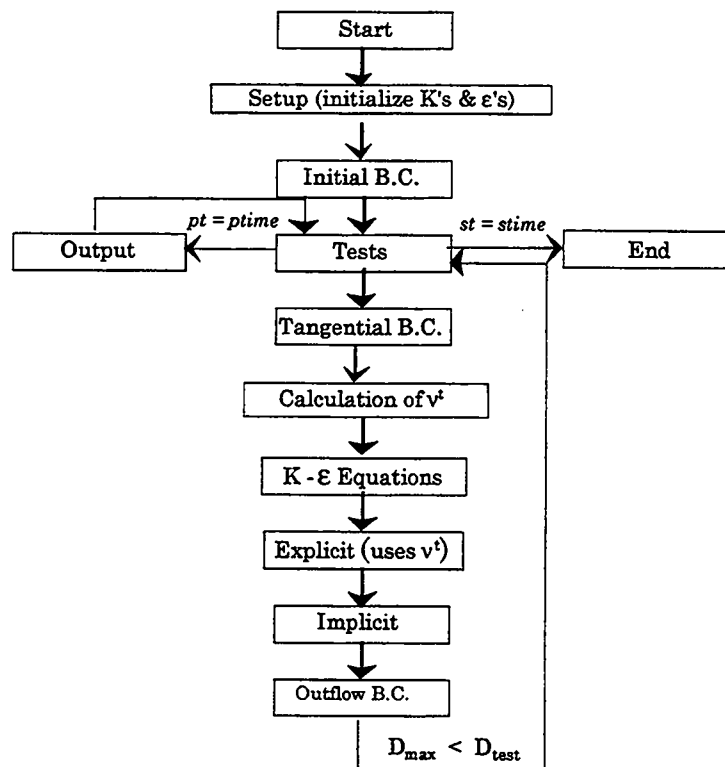 Start
Setup (initialize K's & ε's)
Initial B.C.
pt = ptime
st = stime
Output
Tests
End
Tangential B.C.
Calculation of νᵗ
K - ε Equations
Explicit (uses νᵗ)
Implicit
Outflow B.C.
D_max < D_test